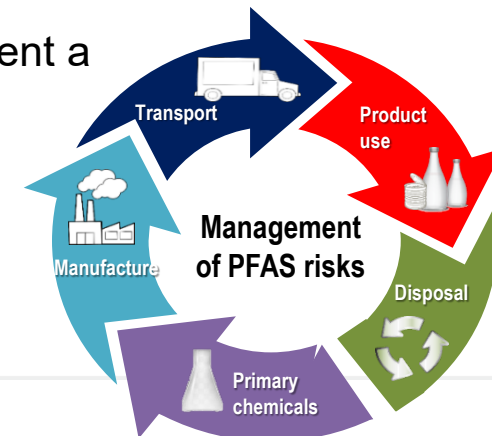 ent a
Transport
Product
use
Management
of PFAS risks
Manufacture
Disposal
Primary
chemicals